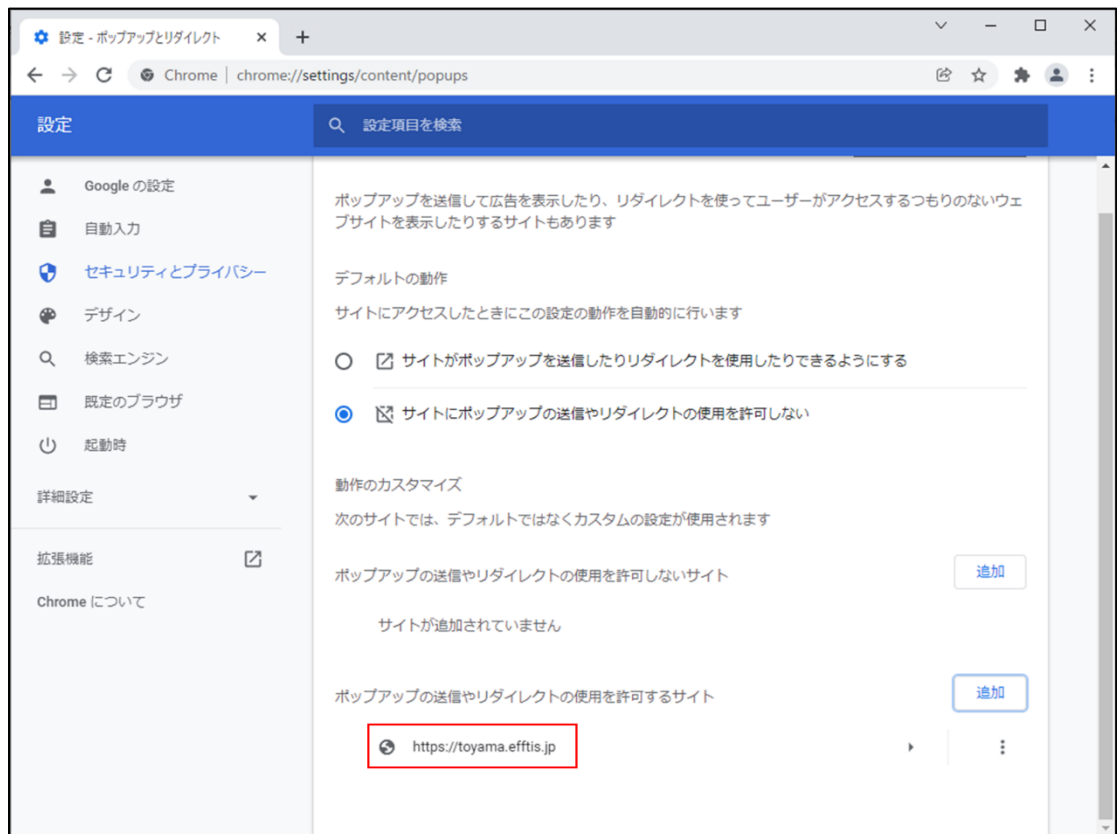 設定 - ポップアップとリダイレクト
Chrome | chrome://settings/content/popups
設定
設定項目を検索
Google の設定
自動入力
セキュリティとプライバシー
デザイン
検索エンジン
既定のブラウザ
起動時
詳細設定
拡張機能
Chrome について
ポップアップを送信して広告を表示したり、リダイレクトを使ってユーザーがアクセスするつもりのないウェ
ブサイトを表示したりするサイトもあります
デフォルトの動作
サイトにアクセスしたときにこの設定の動作を自動的に行います
サイトがポップアップを送信したりリダイレクトを使用したりできるようにする
サイトにポップアップの送信やリダイレクトの使用を許可しない
動作のカスタマイズ
次のサイトでは、デフォルトではなくカスタムの設定が使用されます
ポップアップの送信やリダイレクトの使用を許可しないサイト
追加
サイトが追加されていません
ポップアップの送信やリダイレクトの使用を許可するサイト
追加
https://toyama.efftis.jp